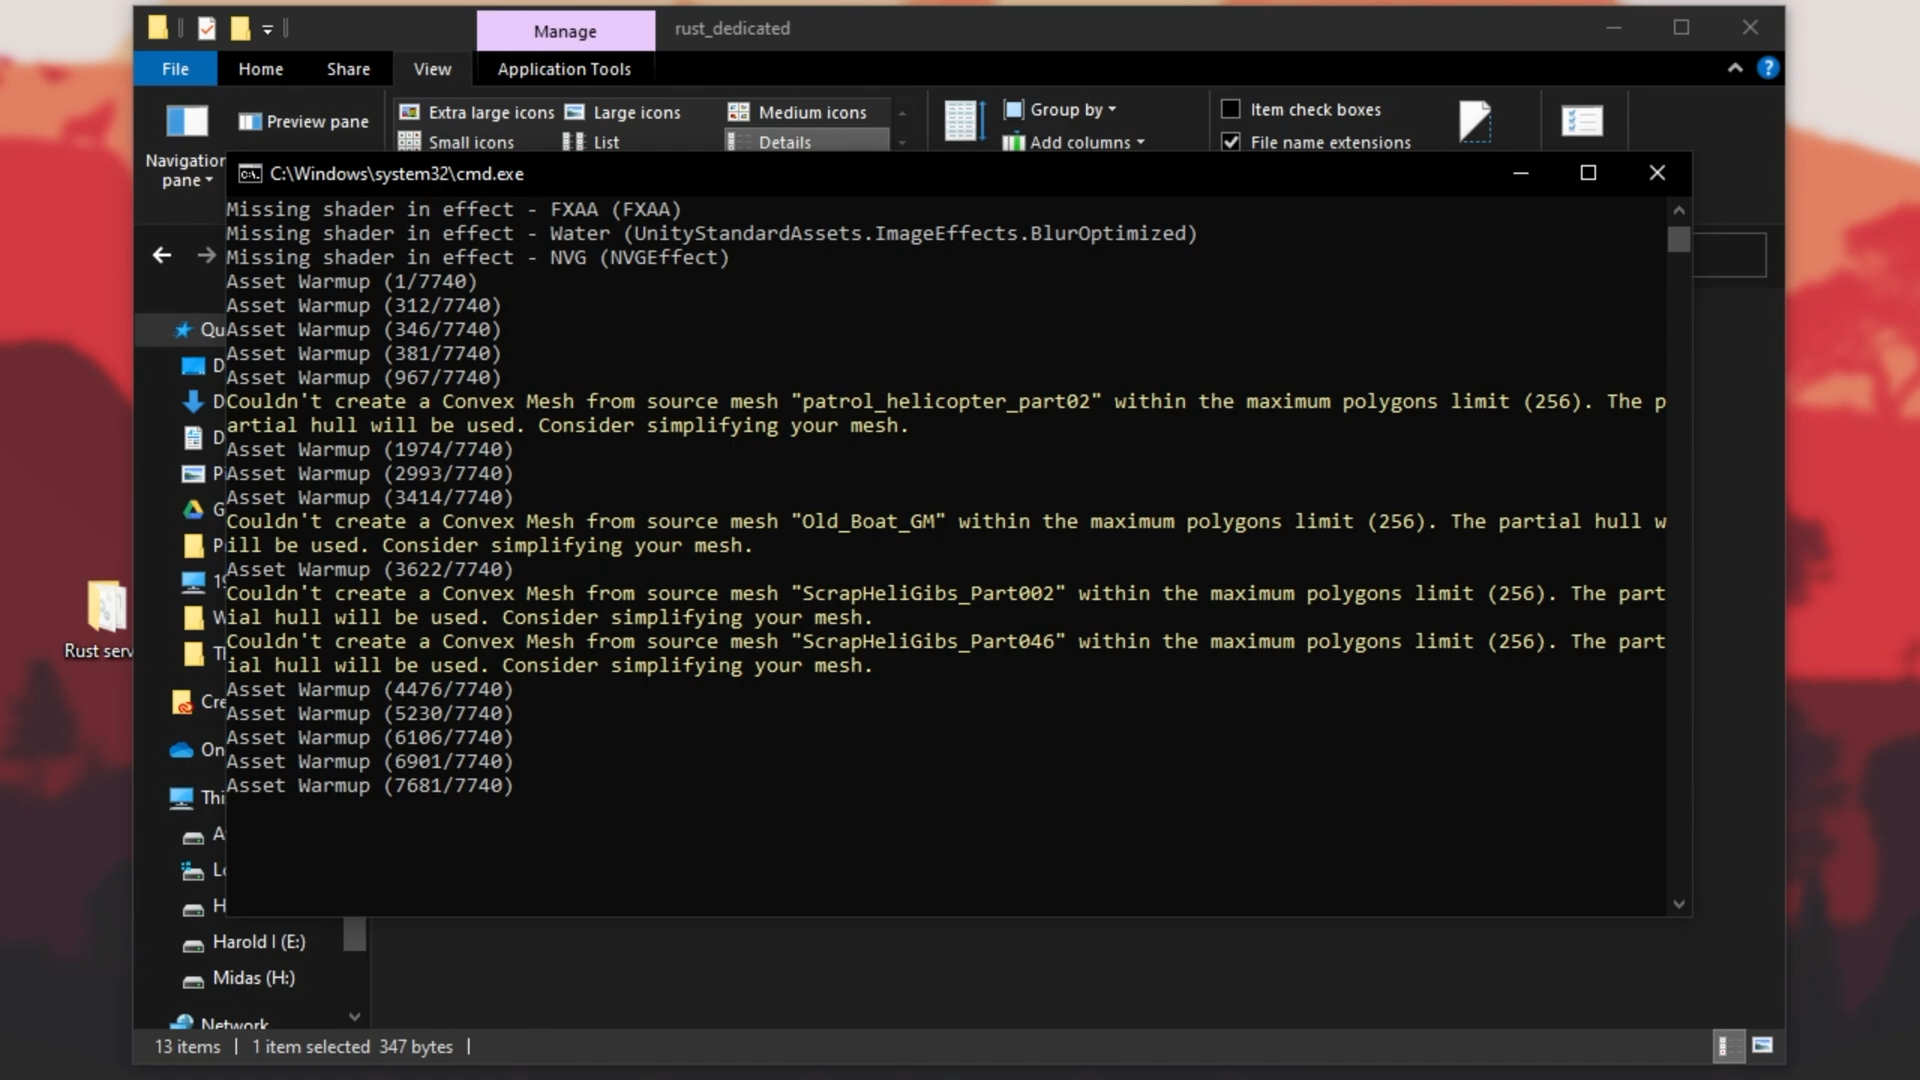 Manage
rust_dedicated
File
Home
Share
View
Application Tools
Extra large icons
Large icons
Medium icons
Group by
Item check boxes
Preview pane
Small icons
List
Details
Add columns
File name extensions
Navigation
pane
C:\Windows\system32\cmd.exe
Missing shader in effect - FXAA (FXAA)
Missing shader in effect - Water (UnityStandardAssets.ImageEffects.BlurOptimized)
Missing shader in effect - NVG (NVGEffect)
Asset Warmup (1/7740)
Asset Warmup (312/7740)
Asset Warmup (346/7740)
Asset Warmup (381/7740)
Asset Warmup (967/7740)
Couldn't create a Convex Mesh from source mesh "patrol_helicopter_part02" within the maximum polygons limit (256). The p
artial hull will be used. Consider simplifying your mesh.
Asset Warmup (1974/7740)
Asset Warmup (2993/7740)
Asset Warmup (3414/7740)
Couldn't create a Convex Mesh from source mesh "Old_Boat_GM" within the maximum polygons limit (256). The partial hull w
ill be used. Consider simplifying your mesh.
Asset Warmup (3622/7740)
Couldn't create a Convex Mesh from source mesh "ScrapHeliGibs_Part002" within the maximum polygons limit (256). The part
ial hull will be used. Consider simplifying your mesh.
Couldn't create a Convex Mesh from source mesh "ScrapHeliGibs_Part046" within the maximum polygons limit (256). The part
ial hull will be used. Consider simplifying your mesh.
Asset Warmup (4476/7740)
Asset Warmup (5230/7740)
Asset Warmup (6106/7740)
Asset Warmup (6901/7740)
Asset Warmup (7681/7740)
Qu
D
D
D
Pi
G
P
19
W
Th
Cre
On
Thi
A
Lo
H
Harold I (E:)
Midas (H:)
Network
Rust serv
13 items
1 item selected 347 bytes